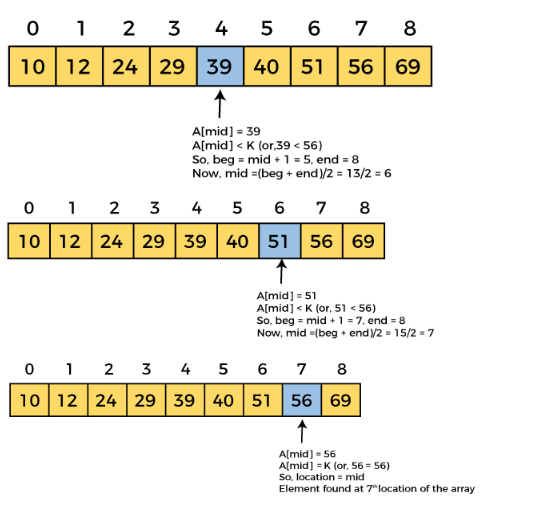 0 1 2 3 4 5 6 7 8
10 12 24 29 39 40 51 56 69
A[mid] = 39
A[mid] < K (or,39 < 56)
So, beg = mid + 1 = 5, end = 8
Now, mid =(beg + end)/2 = 13/2 = 6
0 1 2 3 4 5 6 7 8
10 12 24 29 39 40 51 56 69
A[mid] = 51
A[mid] < K (or, 51 < 56)
So, beg = mid + 1 = 7, end = 8
Now, mid =(beg + end)/2 = 15/2 = 7
0 1 2 3 4 5 6 7 8
10 12 24 29 39 40 51 56 69
A[mid] = 56
A[mid] = K (or, 56 = 56)
So, location = mid
Element found at 7th location of the array